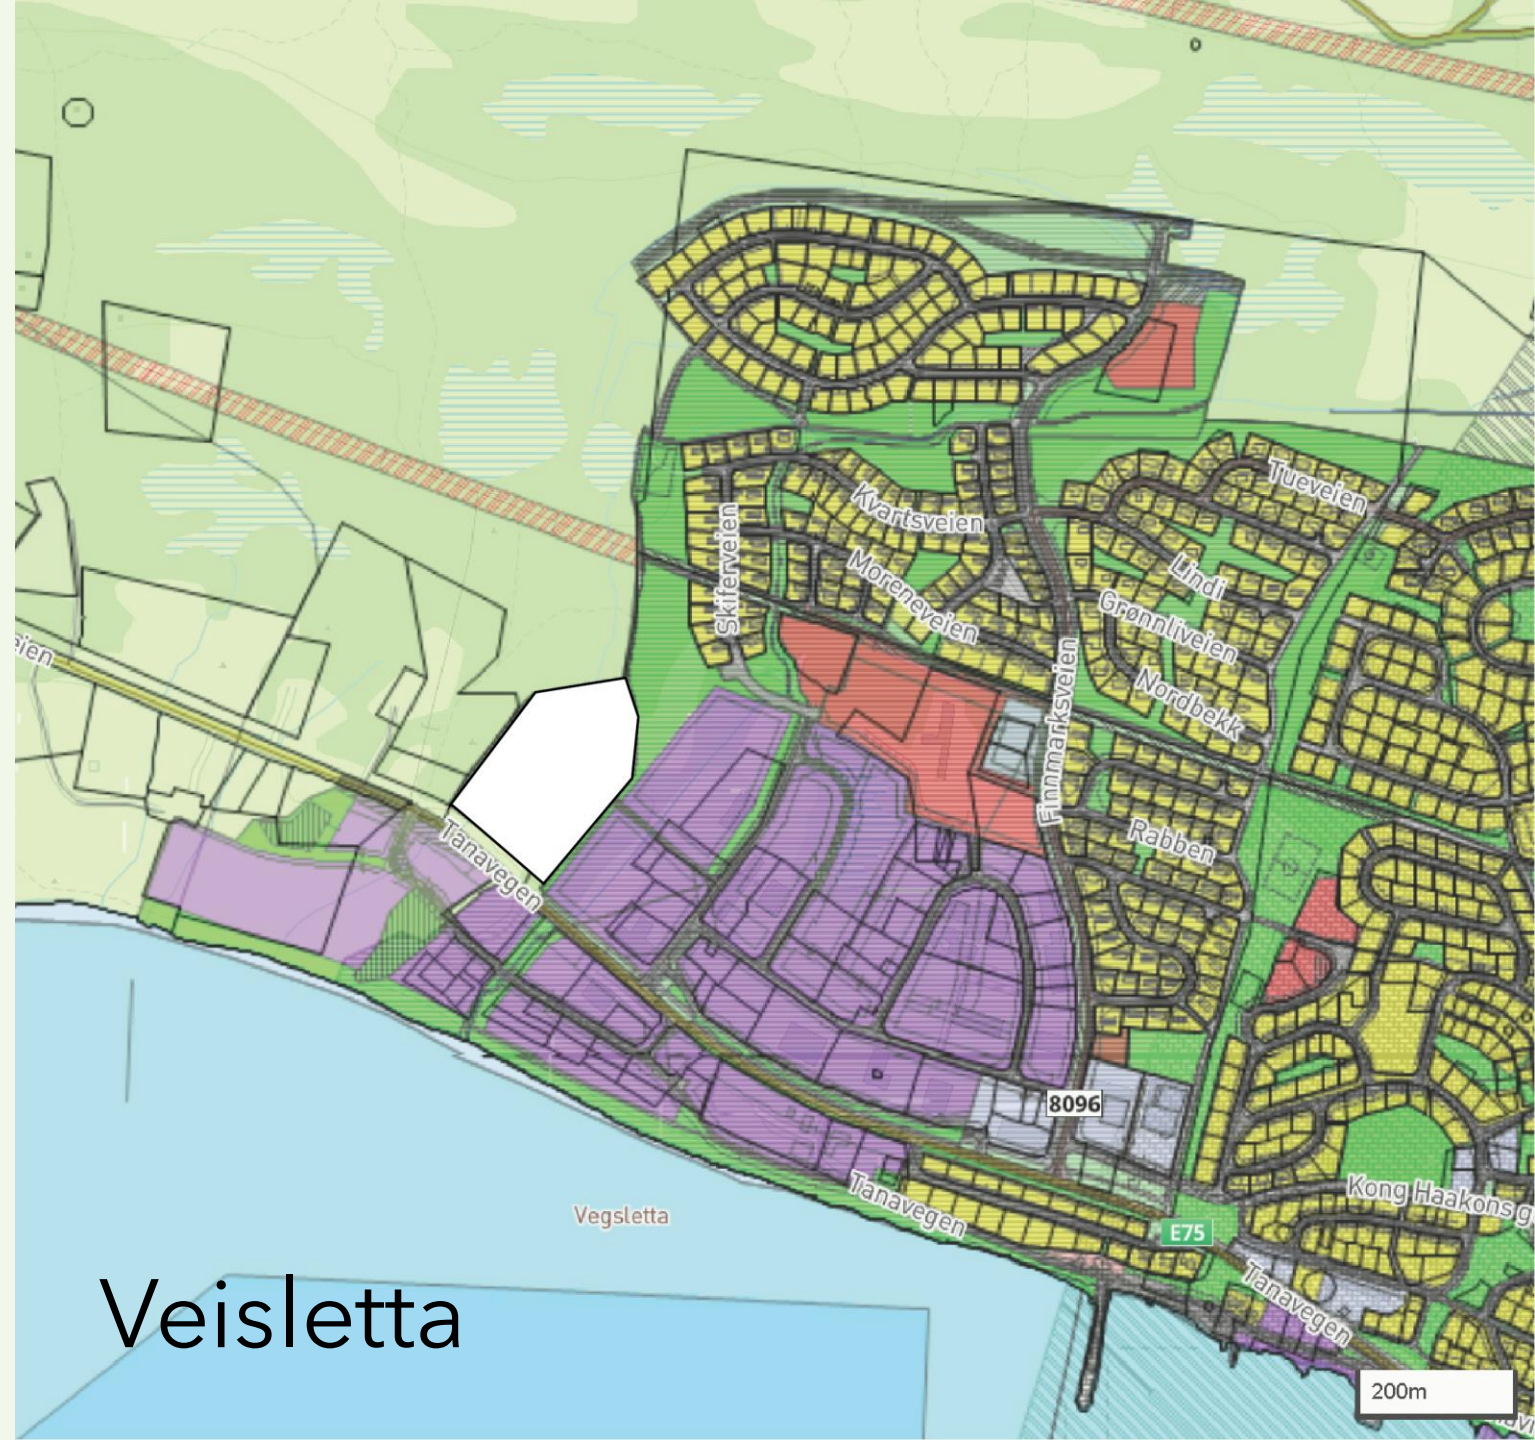 Tueveien
Kvartsveien
Skiferveien
Moreneveien
Lindi
Grønnliveien
eien
Finnmarksveien
Nordbekk
Tanavegen
Rabben
8096
Kong Haakons g
Tanavegen
Vegsletta
E75
Tanavegen
Veisletta
200m